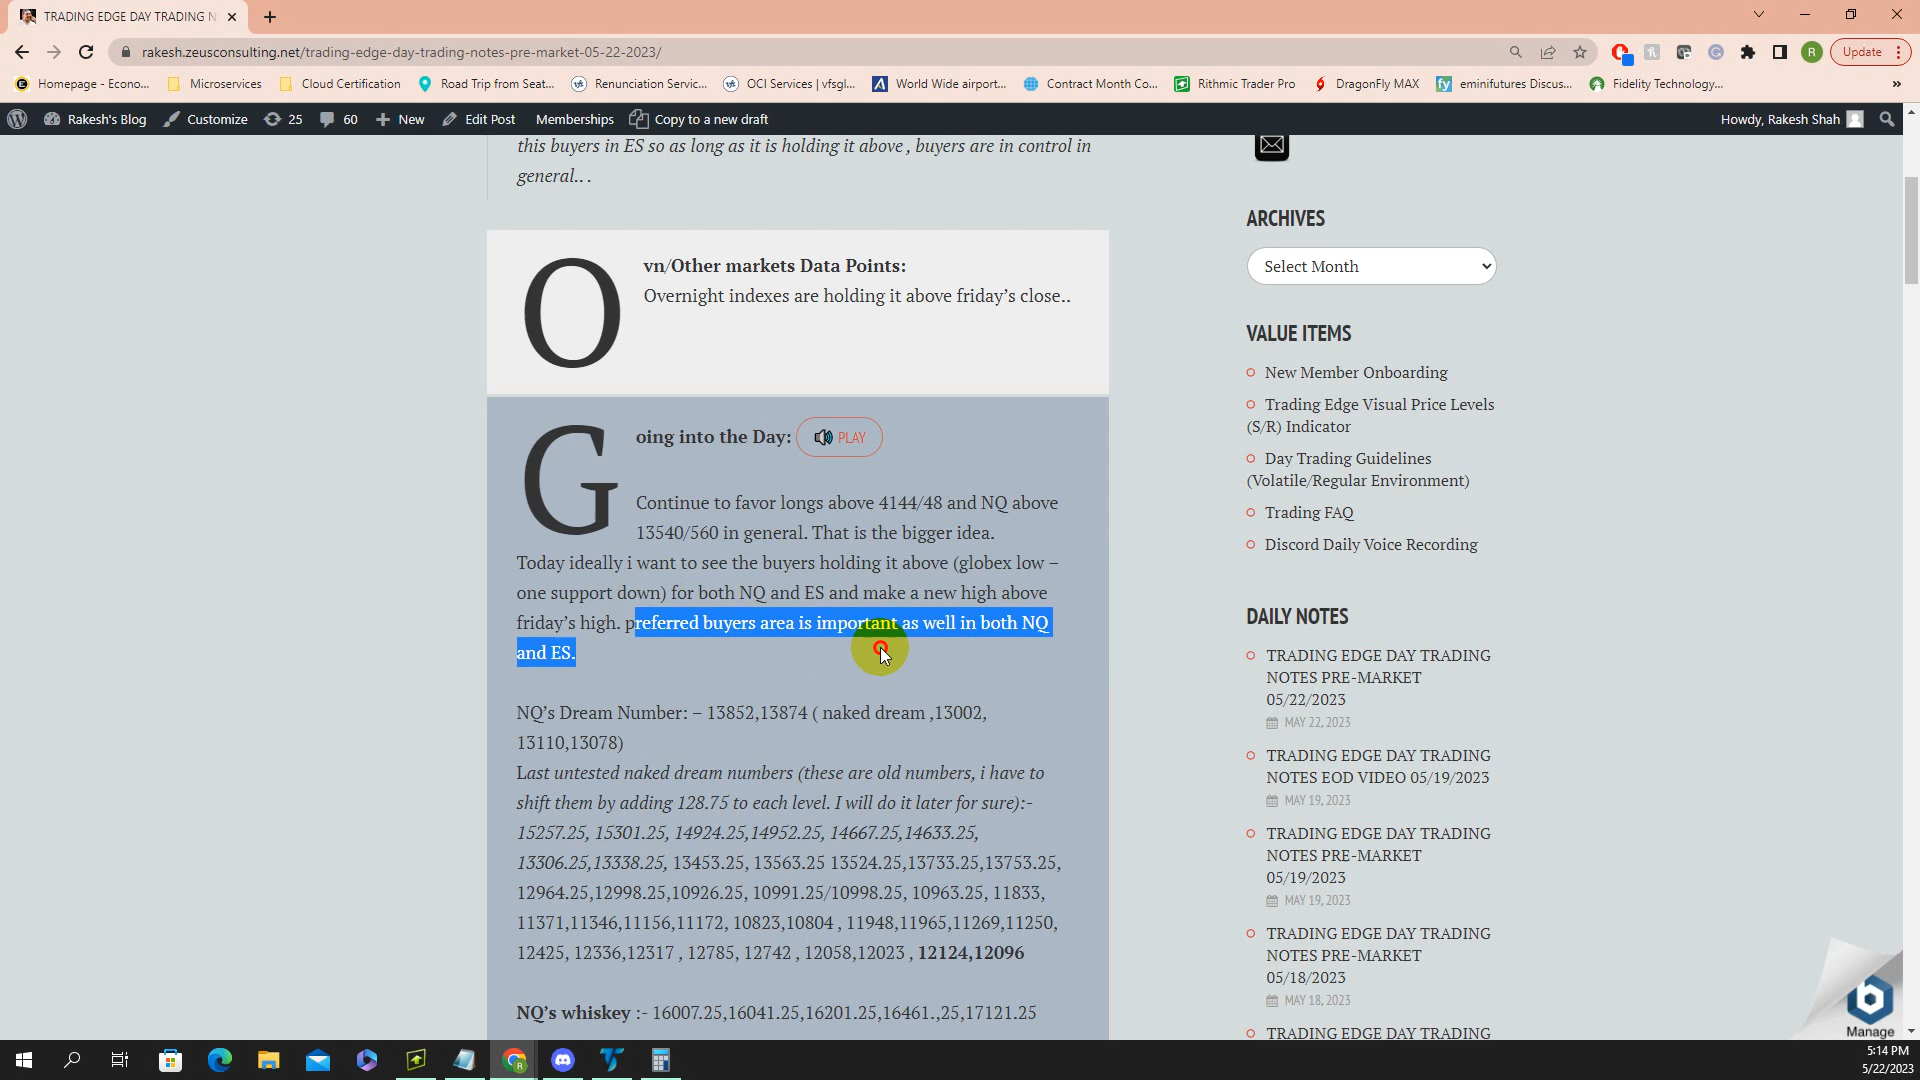 TRADING EDGE DAY TRADING N
rakesh.zeusconsulting.net/trading-edge-day-trading-notes-pre-market-05-22-2023/
R
Update
Homepage - Econo...
Microservices
Cloud Certification
Road Trip from Seat...
Renunciation Servic...
OCI Services | vfsgl...
World Wide airport...
Contract Month Co...
Rithmic Trader Pro
DragonFly MAX
eminifutures Discus...
Fidelity Technology...
»
Rakesh's Blog
Customize
25
60
New
Edit Post
Memberships
Copy to a new draft
Howdy, Rakesh Shah
this buyers in ES so as long as it is holding it above , buyers are in control in
general.. .
Ovn/Other markets Data Points:
Overnight indexes are holding it above friday’s close..
Going into the Day: PLAY
Continue to favor longs above 4144/48 and NQ above
13540/560 in general. That is the bigger idea.
Today ideally i want to see the buyers holding it above (globex low –
one support down) for both NQ and ES and make a new high above
friday’s high. preferred buyers area is important as well in both NQ
and ES.
NQ’s Dream Number: – 13852,13874 ( naked dream ,13002,
13110,13078)
Last untested naked dream numbers (these are old numbers, i have to
shift them by adding 128.75 to each level. I will do it later for sure):-
15257.25, 15301.25, 14924.25,14952.25, 14667.25,14633.25,
13306.25,13338.25, 13453.25, 13563.25 13524.25,13733.25,13753.25,
12964.25,12998.25,10926.25, 10991.25/10998.25, 10963.25, 11833,
11371,11346,11156,11172, 10823,10804 , 11948,11965,11269,11250,
12425, 12336,12317 , 12785, 12742 , 12058,12023 , 12124,12096
NQ’s whiskey :- 16007.25,16041.25,16201.25,16461.,25,17121.25
ARCHIVES
Select Month
VALUE ITEMS
New Member Onboarding
Trading Edge Visual Price Levels
(S/R) Indicator
Day Trading Guidelines
(Volatile/Regular Environment)
Trading FAQ
Discord Daily Voice Recording
DAILY NOTES
TRADING EDGE DAY TRADING
NOTES PRE-MARKET
05/22/2023
MAY 22, 2023
TRADING EDGE DAY TRADING
NOTES EOD VIDEO 05/19/2023
MAY 19, 2023
TRADING EDGE DAY TRADING
NOTES PRE-MARKET
05/19/2023
MAY 19, 2023
TRADING EDGE DAY TRADING
NOTES PRE-MARKET
05/18/2023
MAY 18, 2023
TRADING EDGE DAY TRADING
Manage
5:14 PM
5/22/2023